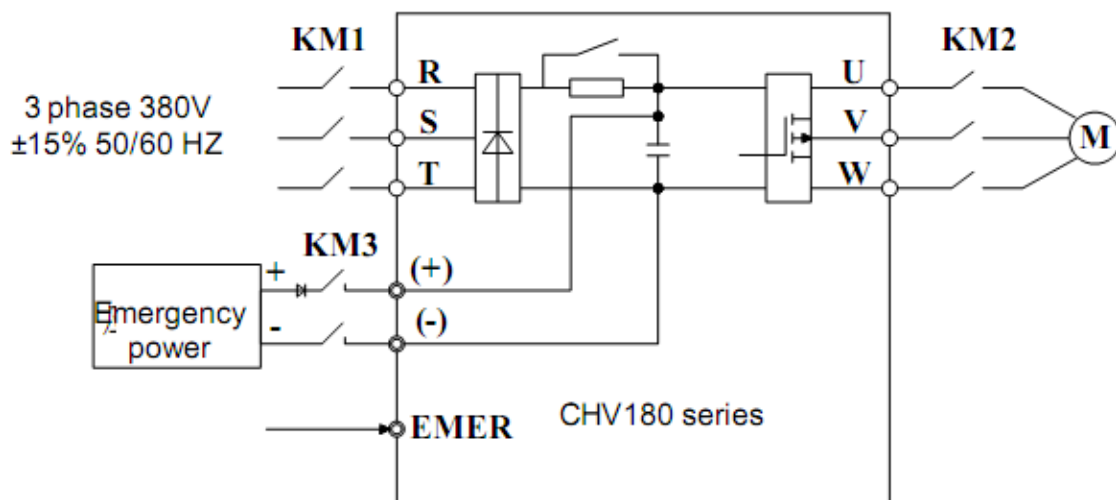 KM1
KM2
R
U
3 phase 380V
±15% 50/60 HZ
S
V
M
T
W
KM3
+
(+)
Emergency
power
-
(-)
EMER
CHV180 series